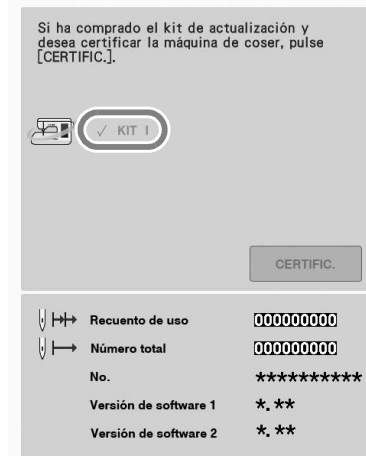 Si ha comprado el kit de actualización y
desea certificar la máquina de coser, pulse
[CERTIFIC.].
✓ KIT I
CERTIFIC.
Recuento de uso 000000000
Número total 000000000
No. **********
Versión de software 1 *.**
Versión de software 2 *.**